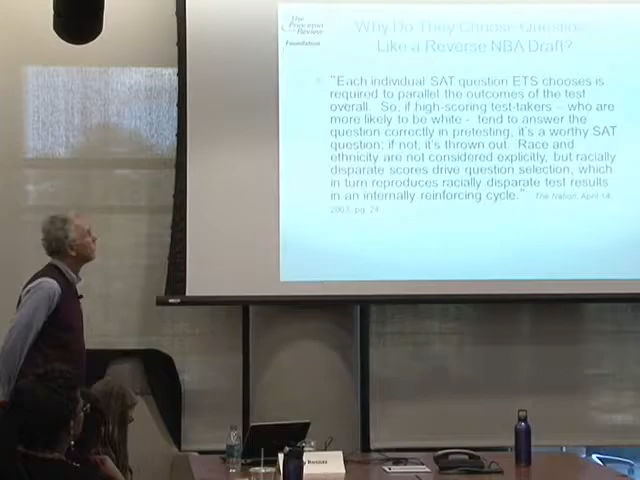 The
Princeton
Review
Foundation
Why Do They Choose Questions
Like a Reverse NBA Draft?
"Each individual SAT question ETS chooses is
required to parallel the outcomes of the test
overall. So, if high-scoring test-takers – who are
more likely to be white - tend to answer the
question correctly in pretesting, it's a worthy SAT
question; if not, it's thrown out. Race and
ethnicity are not considered explicitly, but racially
disparate scores drive question selection, which
in turn reproduces racially disparate test results
in an internally reinforcing cycle." The Nation, April 14,
2003, pg. 24